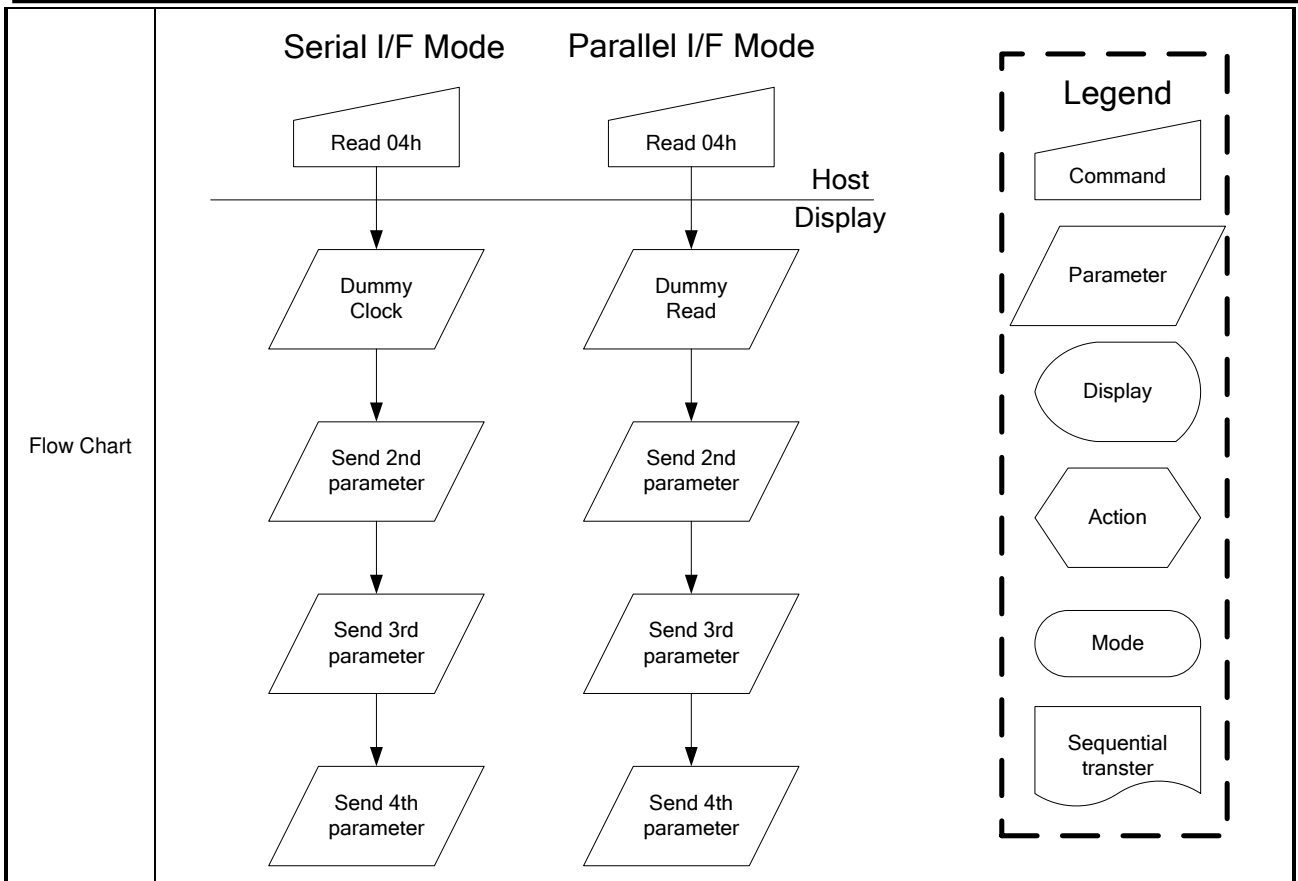 Flow Chart
Serial I/F Mode
Read 04h
Dummy
Clock
Send 2nd
parameter
Send 3rd
parameter
Send 4th
parameter
Parallel I/F Mode
Read 04h
Host
Display
Dummy
Read
Send 2nd
parameter
Send 3rd
parameter
Send 4th
parameter
Legend
Command
Parameter
Display
Action
Mode
Sequential
transter